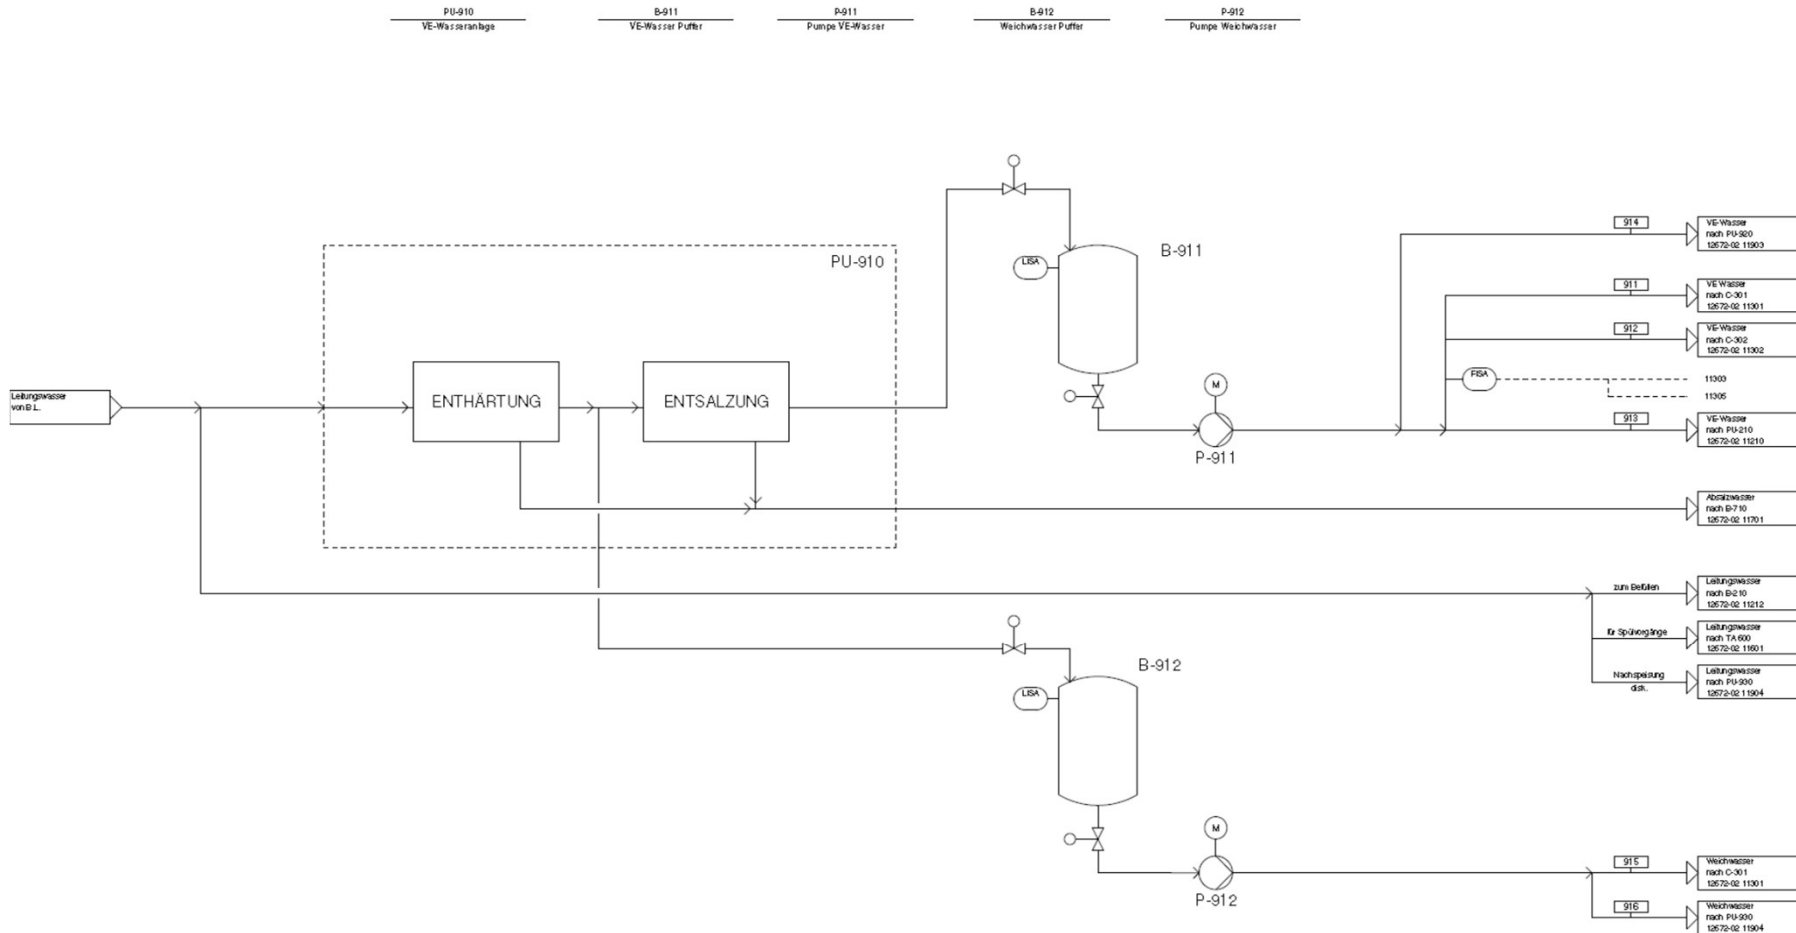 PU-910
VE-Wasseranlage
B-911
VE-Wasser Puffer
P-911
Pumpe VE-Wasser
B-912
Weichwasser Puffer
P-912
Pumpe Weichwasser
914
VE-Wasser
nach PU-920
12672-02 11903
B-911
PU-910
LISA
911
VE Wasser
nach C-301
12672-02 11301
912
VE-Wasser
nach C-302
12672-02 11302
FISA
11303
11305
M
Leitungswasser
von B.L.
ENTHÄRTUNG
ENTSALZUNG
913
VE-Wasser
nach PU-210
12672-02 11210
P-911
Absalzwasser
nach B-710
12672-02 11701
zum Befüllen
Leitungswasser
nach B-210
12672-02 11212
für Spülvorgänge
Leitungswasser
nach TA 600
12672-02 11601
B-912
LISA
Nachspeisung
disk.
Leitungswasser
nach PU-930
12672-02 11904
M
P-912
915
Weichwasser
nach C-301
12672-02 11301
916
Weichwasser
nach PU-930
12672-02 11904